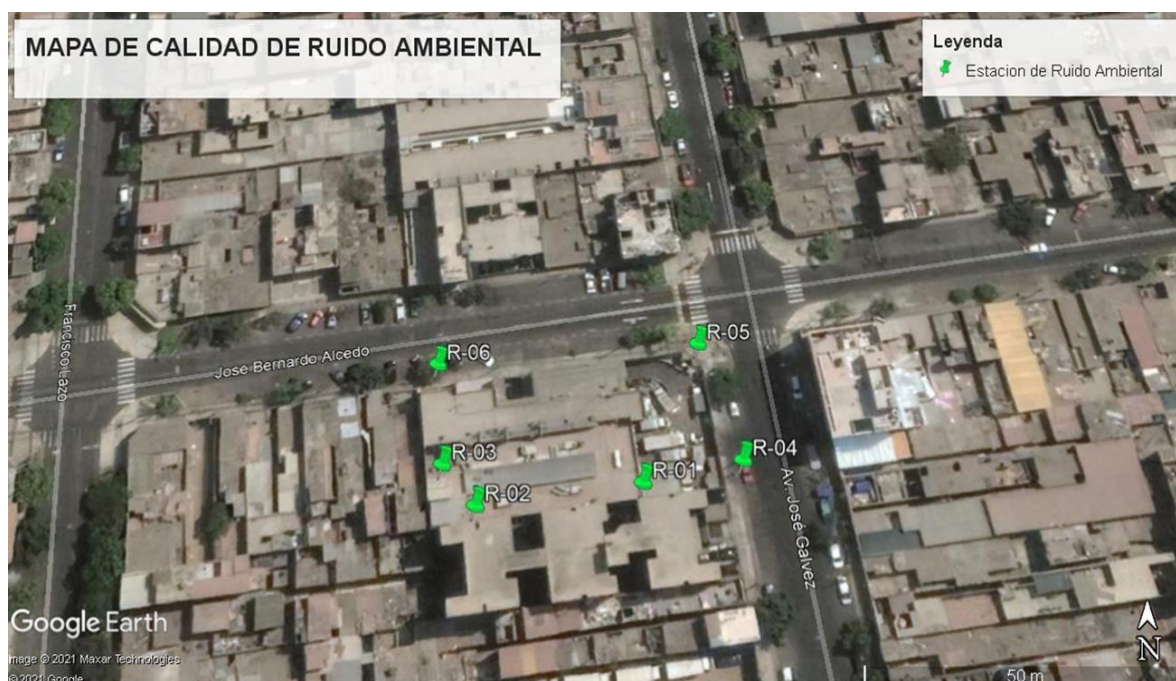 MAPA DE CALIDAD DE RUIDO AMBIENTAL
Leyenda
Estacion de Ruido Ambiental
Francisco Lazo
José Bernardo Alcedo
R-05
R-06
R-03
R-04
R-01
R-02
Av. José Galvez
Google Earth
Image © 2021 Maxar Technologies
© 2021 Google
50 m
N